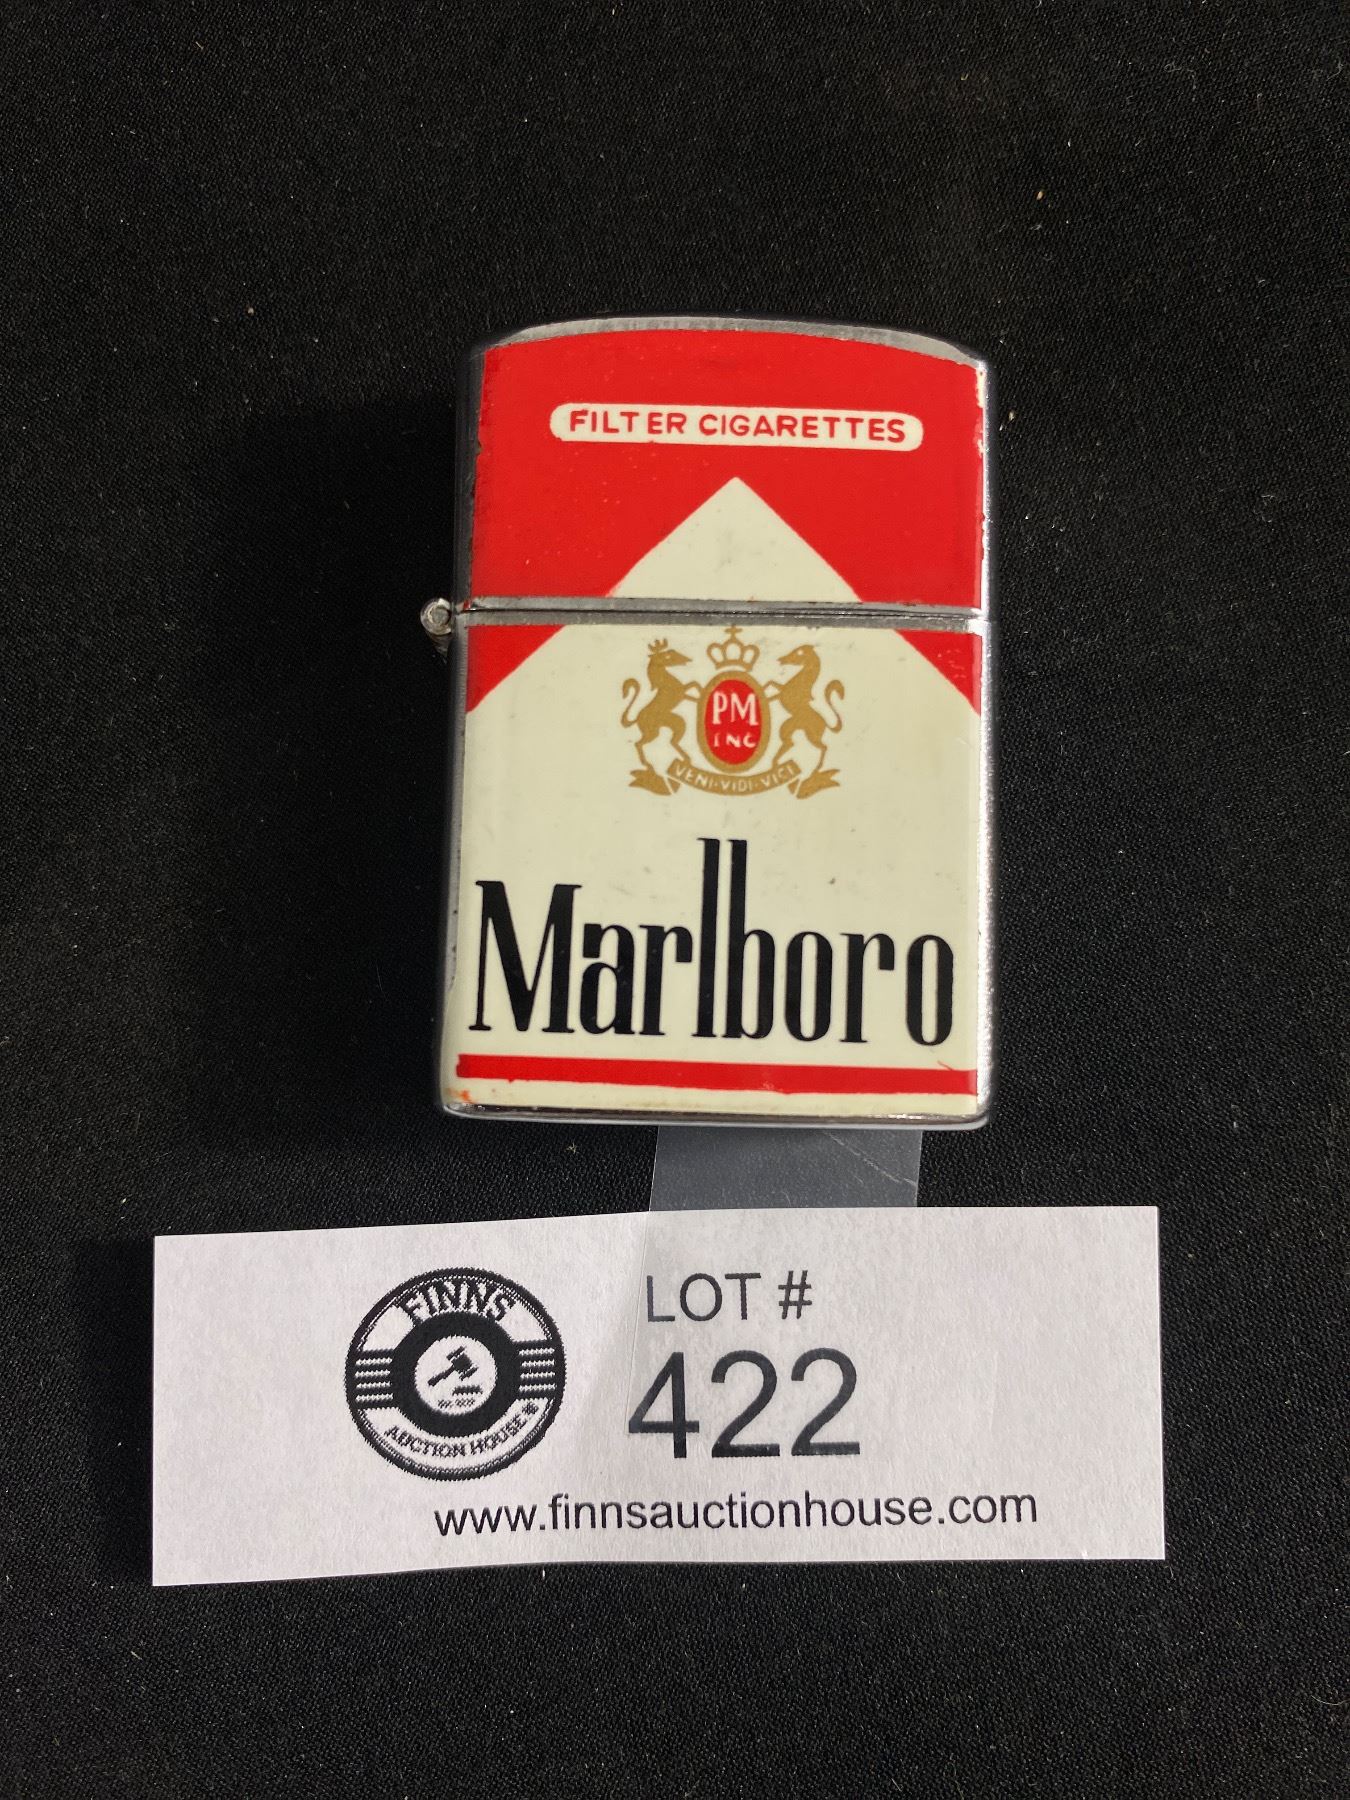 FILTER CIGARETTES
PM
INC
VENI·VIDI·VICI
Marlboro
FINNS
AUCTION HOUSE
LOT #
422
www.finnsauctionhouse.com